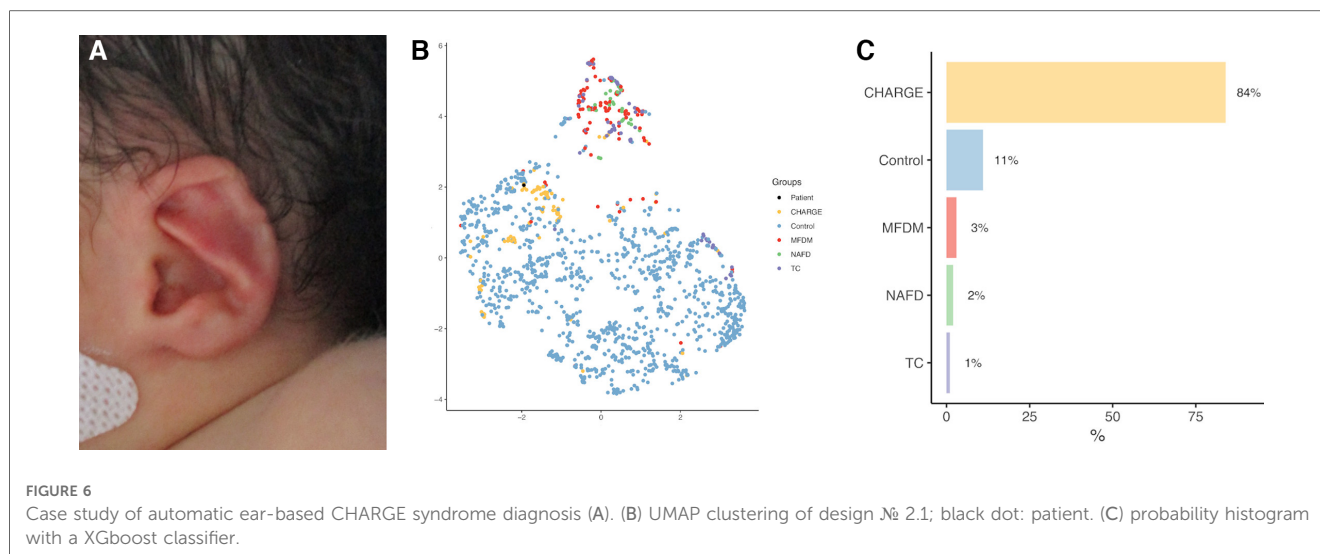 A
B
6
4
2
0
−2
−4
−2
0
2
Groups
Patient
CHARGE
Control
MFDM
NAFD
TC
C
CHARGE
84%
Control
11%
MFDM
3%
NAFD
2%
TC
1%
0
25
50
75
%
FIGURE 6
Case study of automatic ear-based CHARGE syndrome diagnosis (A). (B) UMAP clustering of design № 2.1; black dot: patient. (C) probability histogram
with a XGboost classifier.